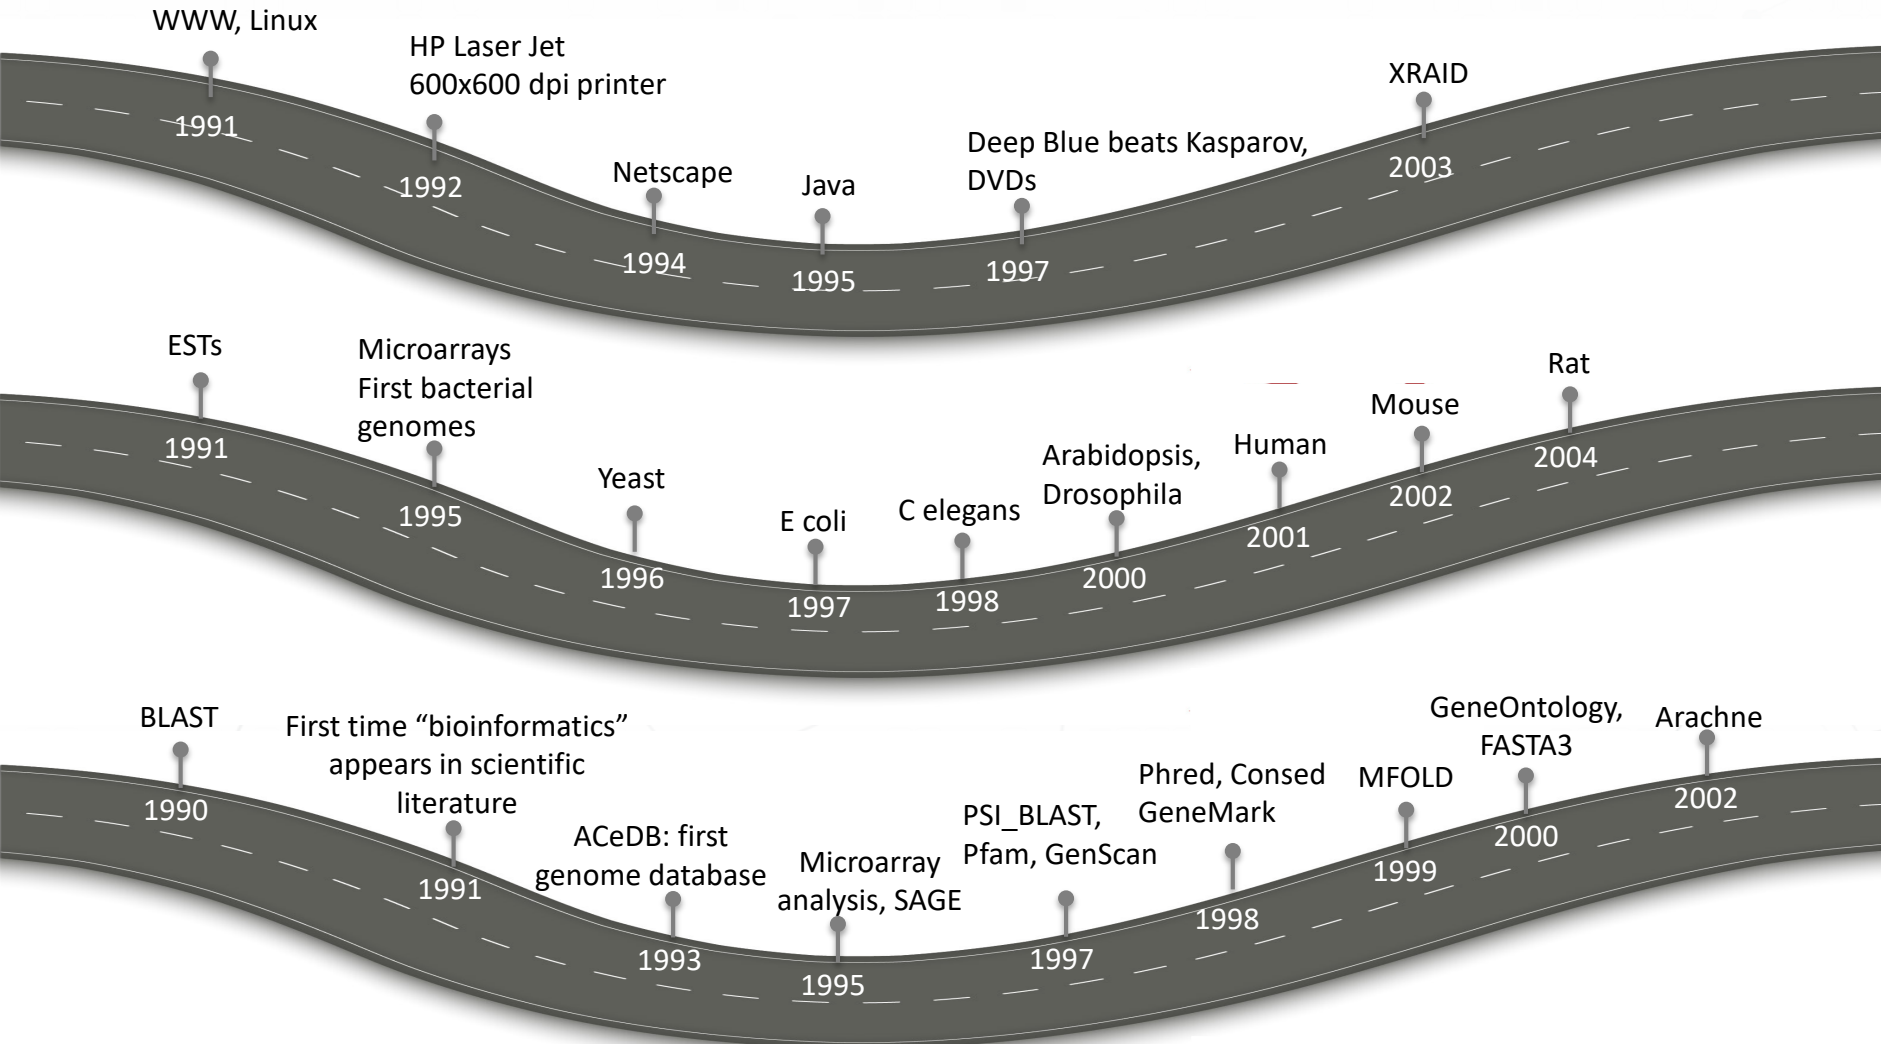 WWW, Linux
1991
HP Laser Jet
600x600 dpi printer
1992
Netscape
1994
Java
1995
Deep Blue beats Kasparov,
DVDs
1997
XRAID
2003
ESTs
1991
Microarrays
First bacterial
genomes
1995
Yeast
1996
E coli
1997
C elegans
1998
Arabidopsis,
Drosophila
2000
Human
2001
Mouse
2002
Rat
2004
BLAST
1990
First time “bioinformatics”
appears in scientific
literature
1991
ACeDB: first
genome database
1993
Microarray
analysis, SAGE
1995
PSI_BLAST,
Pfam, GenScan
1997
Phred, Consed
GeneMark
1998
MFOLD
1999
GeneOntology,
FASTA3
2000
Arachne
2002